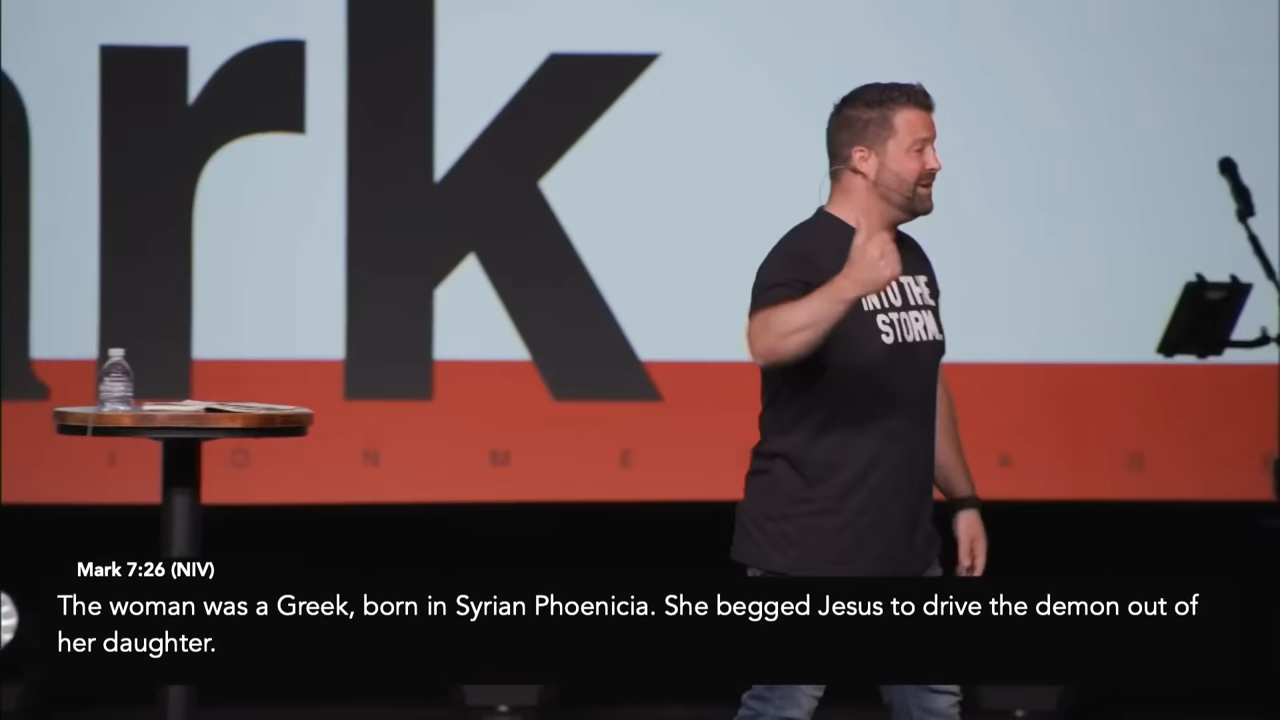 ark
INTO THE
STORM.
I O N M E
Mark 7:26 (NIV)
The woman was a Greek, born in Syrian Phoenicia. She begged Jesus to drive the demon out of
her daughter.